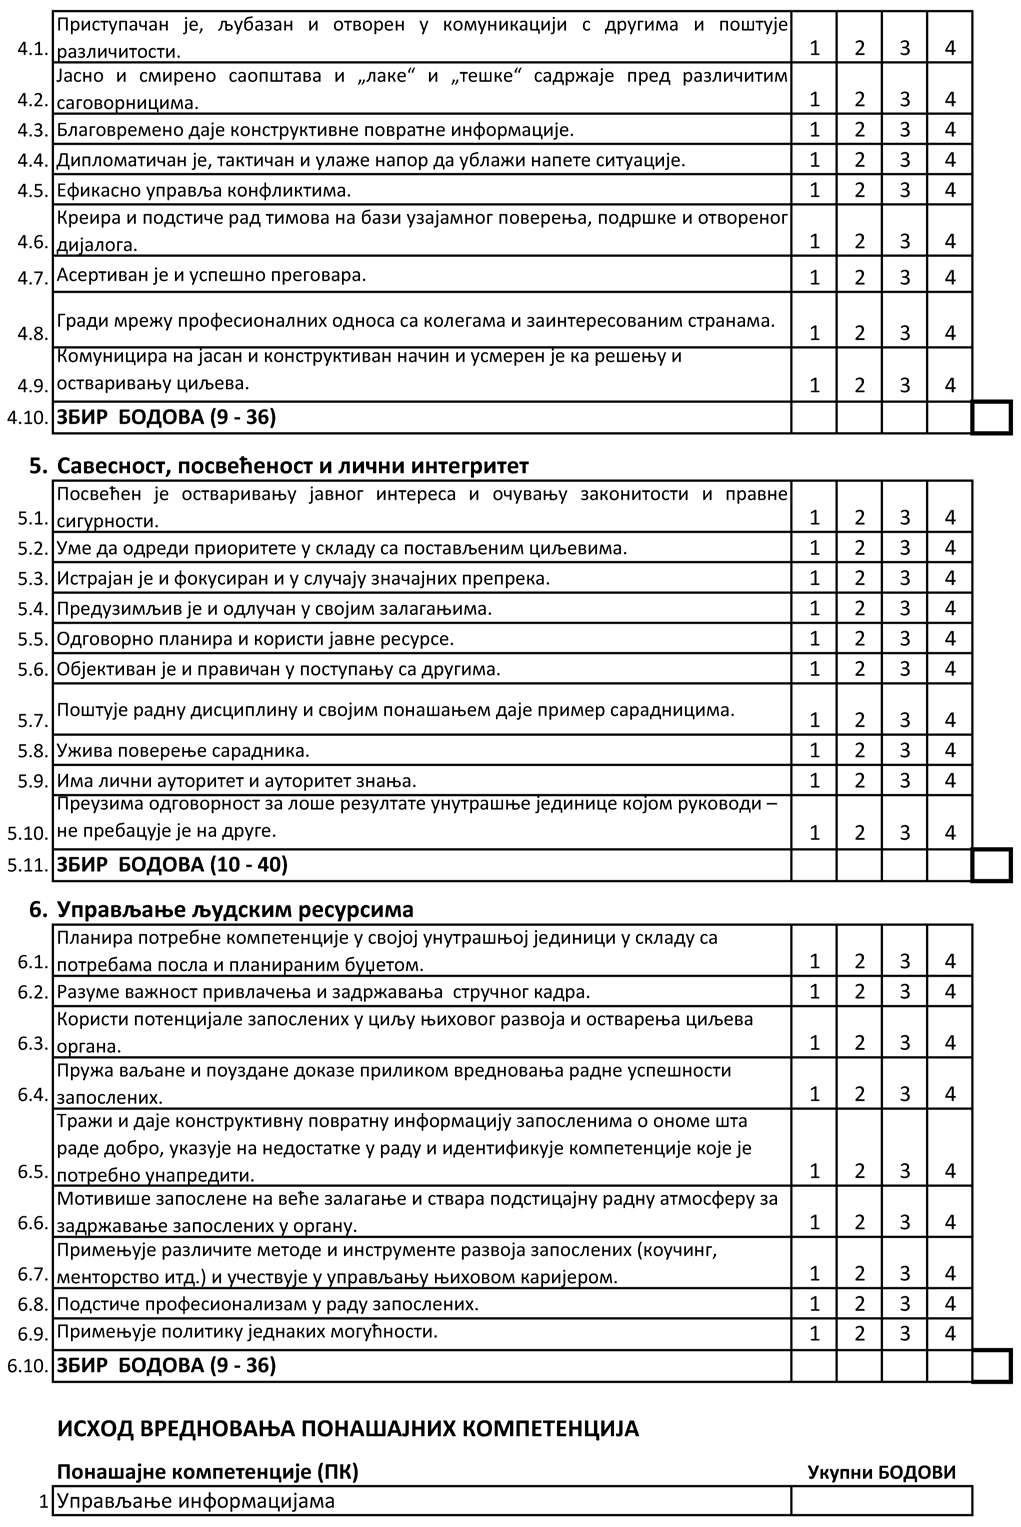 Приступачан је, љубазан и отворен у комуникацији с другима и поштује
4.1. различитости. 1 2 3 4
Јасно и смирено саопштава и „лаке“ и „тешке“ садржаје пред различитим
4.2. саговорницима. 1 2 3 4
4.3. Благовремено даје конструктивне повратне информације. 1 2 3 4
4.4. Дипломатичан је, тактичан и улаже напор да ублажи напете ситуације. 1 2 3 4
4.5. Ефикасно управља конфликтима. 1 2 3 4
Креира и подстиче рад тимова на бази узајамног поверења, подршке и отвореног
4.6. дијалога. 1 2 3 4
4.7. Асертиван је и успешно преговара. 1 2 3 4
4.8. Гради мрежу професионалних односа са колегама и заинтересованим странама. 1 2 3 4
Комуницира на јасан и конструктиван начин и усмерен је ка решењу и
4.9. остваривању циљева. 1 2 3 4
4.10. ЗБИР БОДОВА (9 - 36)
5. Савесност, посвећеност и лични интегритет
Посвећен је остваривању јавног интереса и очувању законитости и правне
5.1. сигурности. 1 2 3 4
5.2. Уме да одреди приоритете у складу са постављеним циљевима. 1 2 3 4
5.3. Истрајан је и фокусиран и у случају значајних препрека. 1 2 3 4
5.4. Предузимљив је и одлучан у својим залагањима. 1 2 3 4
5.5. Одговорно планира и користи јавне ресурсе. 1 2 3 4
5.6. Објективан је и правичан у поступању са другима. 1 2 3 4
5.7. Поштује радну дисциплину и својим понашањем даје пример сарадницима. 1 2 3 4
5.8. Ужива поверење сарадника. 1 2 3 4
5.9. Има лични ауторитет и ауторитет знања. 1 2 3 4
Преузима одговорност за лоше резултате унутрашње јединице којом руководи –
5.10. не пребацује је на друге. 1 2 3 4
5.11. ЗБИР БОДОВА (10 - 40)
6. Управљање људским ресурсима
Планира потребне компетенције у својој унутрашњој јединици у складу са
6.1. потребама посла и планираним буџетом. 1 2 3 4
6.2. Разуме важност привлачења и задржавања стручног кадра. 1 2 3 4
Користи потенцијале запослених у циљу њиховог развоја и остварења циљева
6.3. органа. 1 2 3 4
Пружа ваљане и поуздане доказе приликом вредновања радне успешности
6.4. запослених. 1 2 3 4
Тражи и даје конструктивну повратну информацију запосленима о ономе шта
раде добро, указује на недостатке у раду и идентификује компетенције које је
6.5. потребно унапредити. 1 2 3 4
Мотивише запослене на веће залагање и ствара подстицајну радну атмосферу за
6.6. задржавање запослених у органу. 1 2 3 4
Примењује различите методе и инструменте развоја запослених (коучинг,
6.7. менторство итд.) и учествује у управљању њиховом каријером. 1 2 3 4
6.8. Подстиче професионализам у раду запослених. 1 2 3 4
6.9. Примењује политику једнаких могућности. 1 2 3 4
6.10. ЗБИР БОДОВА (9 - 36)
ИСХОД ВРЕДНОВАЊА ПОНАШАЈНИХ КОМПЕТЕНЦИЈА
Понашајне компетенције (ПК) Укупни БОДОВИ
1 Управљање информацијама